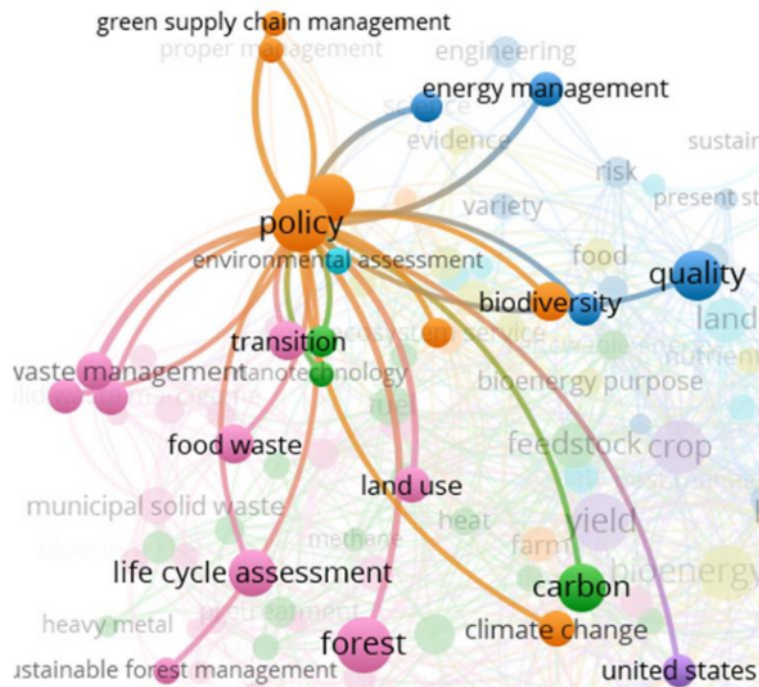 green supply chain management
proper management
engineering
energy management
science
evidence
sustain
risk
present st
variety
policy
environmental assessment
food
quality
biodiversity
land
transition
ecosystem service
nutrient
waste management
nanotechnology
bioenergy purpose
fuel
food waste
feedstock
crop
land use
municipal solid waste
heat
yield
methane
farm
life cycle assessment
bioenergy
carbon
pretreatment
heavy metal
forest
climate change
ustainable forest management
united states